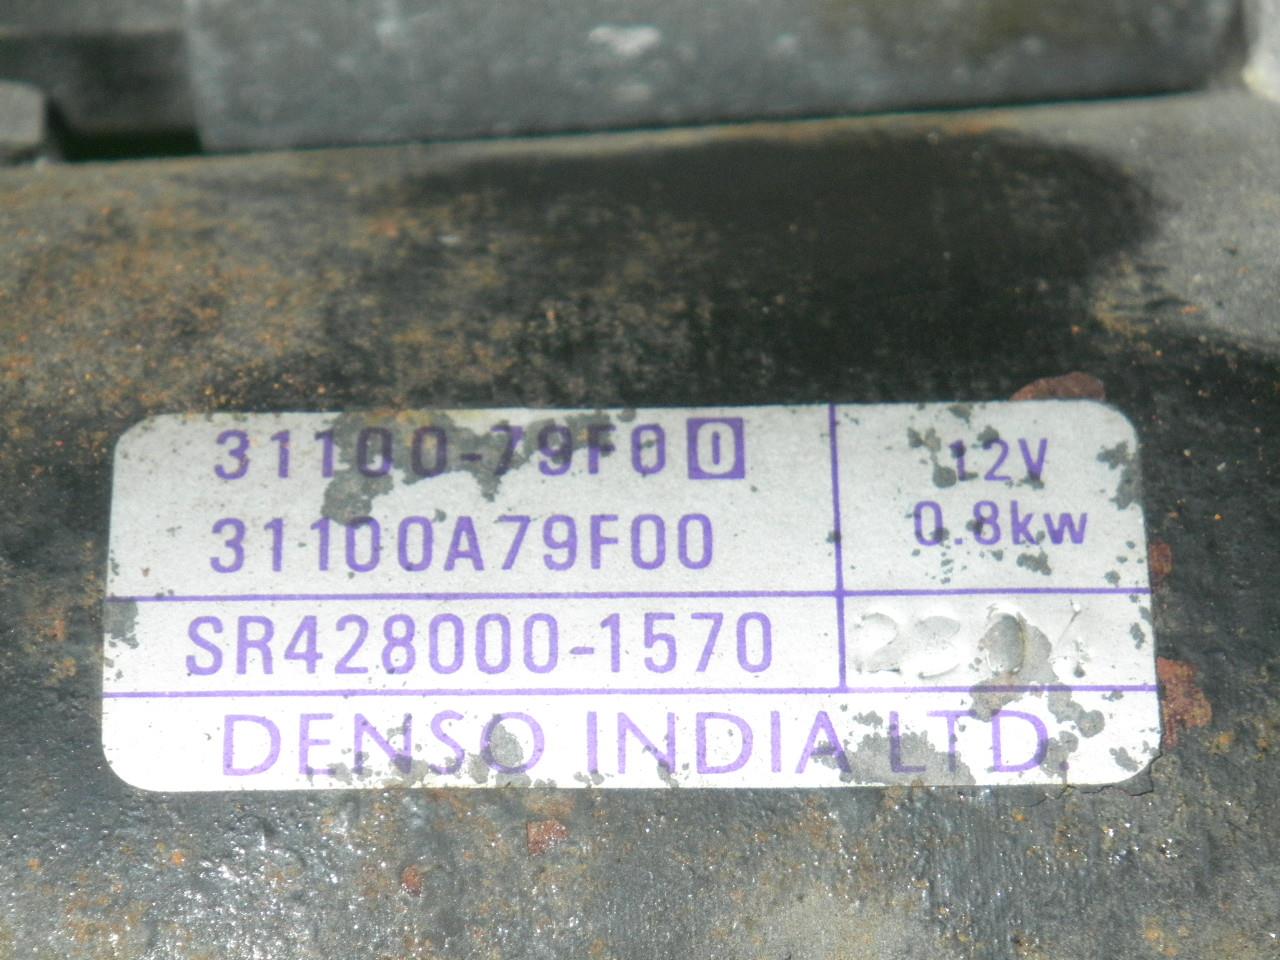 31100-79F00
12V
31100A79F00
0.8kw
SR428000-1570
DENSO INDIA LTD.